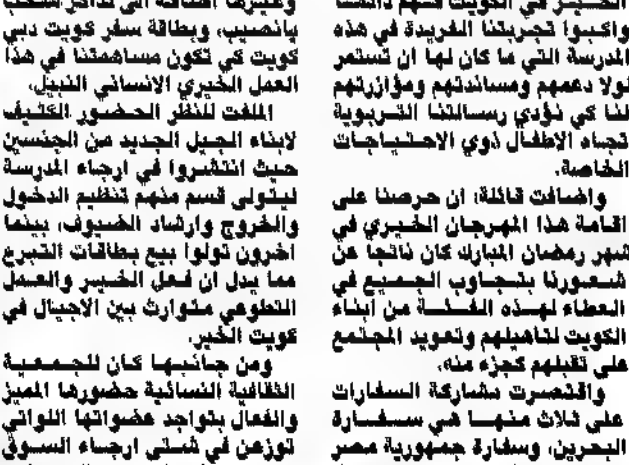 الخير في الكويت فهم دائما
واكبوا تجربتنا الفريدة في هذه
المدرسة التي ما كان لها ان تستمر
لولا دعمهم ومساندتهم ومؤازرتهم
لنا كي نؤدي رسالتنا التربوية
تجاه الاطفال ذوي الاحتياجات
الخاصة.
واضافت قائلة: ان حرصنا على
اقامة هذا المهرجان الخيري في
شهر رمضان المبارك كان ناتجا عن
شعورنا بتجاوب الجميع في
العطاء لهذه الفئة من ابناء
الكويت لتاهيلهم وتعويد المجتمع
على تقبلهم كجزء منه.
واقتصرت مشاركة السفارات
على ثلاث منها هي سفارة
البحرين، وسفارة جمهورية مصر
وغيرها اضافة الى تذاكر سحب
يانصيب، وبطاقة سفر كويت دبي
كويت كي تكون مساهمتنا في هذا
العمل الخيري الانساني النبيل.
الملفت للنظر الحضور الكثيف
لابناء الجيل الجديد من الجنسين
حيث انتشروا في ارجاء المدرسة
ليتولى قسم منهم تنظيم الدخول
والخروج وارشاد الضيوف، بينما
اخرون تولوا بيع بطاقات التبرع
مما يدل ان فعل الخير والعمل
التطوعي متوارث بين الاجيال في
كويت الخير.
ومن جانبها كان للجمعية
الثقافية النسائية حضورها المميز
والفعال بتواجد عضواتها اللواتي
توزعن في شتى ارجاء السوق